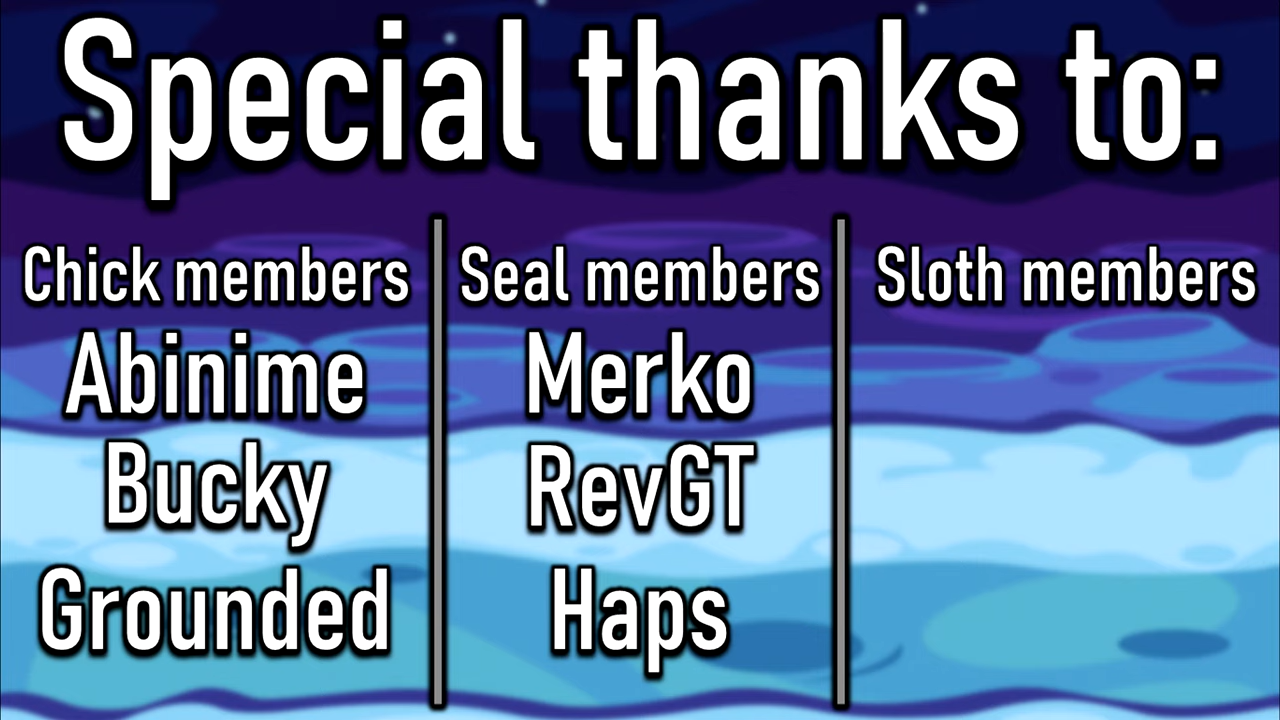 Special thanks to:
Chick members
Abinime
Bucky
Grounded
Seal members
Merko
RevGT
Haps
Sloth members